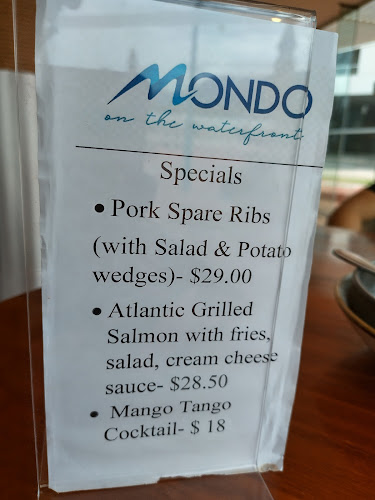 MONDO
on the waterfront
Specials
• Pork Spare Ribs
(with Salad & Potato
wedges)- $29.00
• Atlantic Grilled
Salmon with fries,
salad, cream cheese
sauce- $28.50
• Mango Tango
Cocktail- $ 18